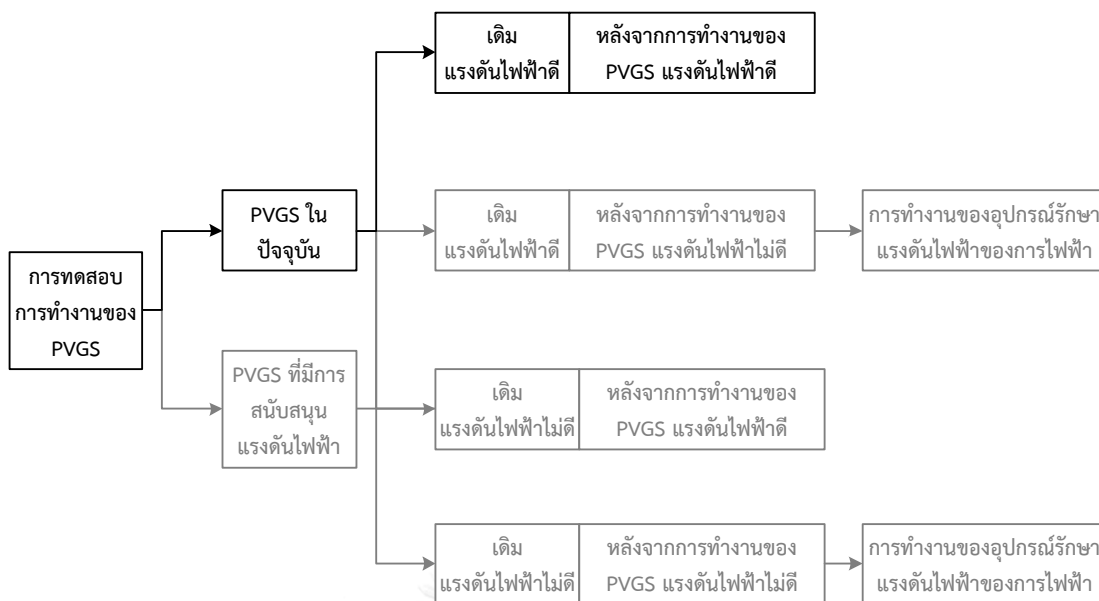 เดิม
แรงดันไฟฟ้าดี
หลังจากการทำงานของ
PVGS แรงดันไฟฟ้าดี
PVGS ใน
ปัจจุบัน
เดิม
แรงดันไฟฟ้าดี
หลังจากการทำงานของ
PVGS แรงดันไฟฟ้าไม่ดี
การทำงานของอุปกรณ์รักษา
แรงดันไฟฟ้าของการไฟฟ้า
การทดสอบ
การทำงานของ
PVGS
PVGS ที่มีการ
สนับสนุน
แรงดันไฟฟ้า
เดิม
แรงดันไฟฟ้าไม่ดี
หลังจากการทำงานของ
PVGS แรงดันไฟฟ้าดี
เดิม
แรงดันไฟฟ้าไม่ดี
หลังจากการทำงานของ
PVGS แรงดันไฟฟ้าไม่ดี
การทำงานของอุปกรณ์รักษา
แรงดันไฟฟ้าของการไฟฟ้า